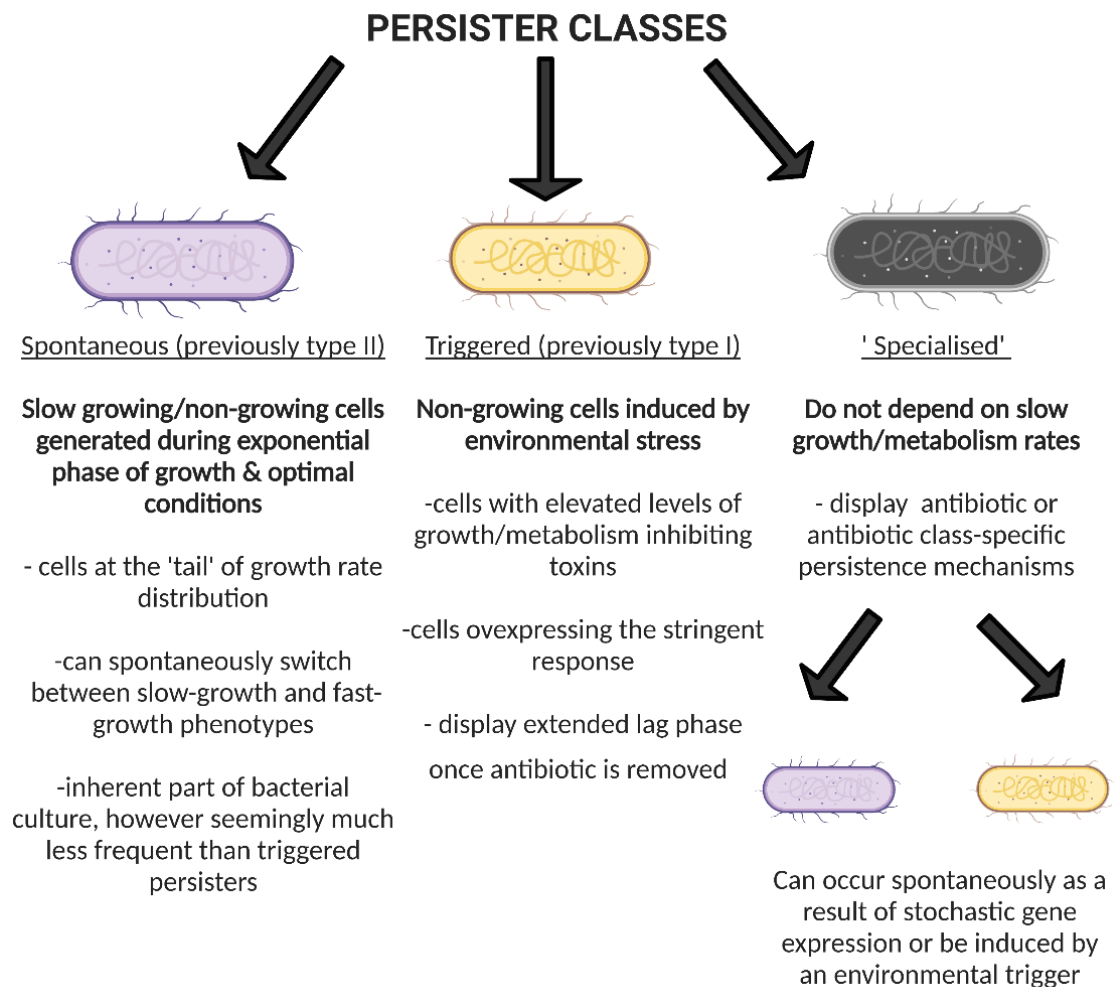 PERSISTER CLASSES
Spontaneous (previously type II)
Slow growing/non-growing cells
generated during exponential
phase of growth & optimal
conditions
- cells at the 'tail' of growth rate
distribution
-can spontaneously switch
between slow-growth and fast-
growth phenotypes
-inherent part of bacterial
culture, however seemingly much
less frequent than triggered
persisters
Triggered (previously type I)
Non-growing cells induced by
environmental stress
-cells with elevated levels of
growth/metabolism inhibiting
toxins
-cells ovexpressing the stringent
response
- display extended lag phase
once antibiotic is removed
' Specialised'
Do not depend on slow
growth/metabolism rates
- display  antibiotic or
antibiotic class-specific
persistence mechanisms
Can occur spontaneously as a
result of stochastic gene
expression or be induced by
an environmental trigger